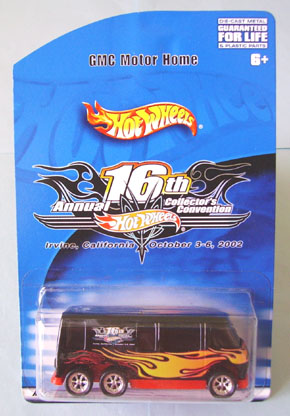 DIE-CAST METAL
GUARANTEED
FOR LIFE
& PLASTIC PARTS
GMC Motor Home
6+
Hot Wheels
16th
Annual
Collector's
Convention
Hot Wheels
Irvine, California October 3-6, 2002
16th